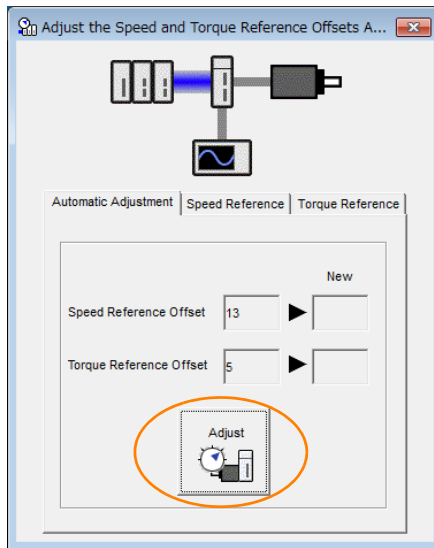 Adjust the Speed and Torque Reference Offsets A...
Automatic Adjustment Speed Reference Torque Reference
New
Speed Reference Offset 13
Torque Reference Offset 5
Adjust